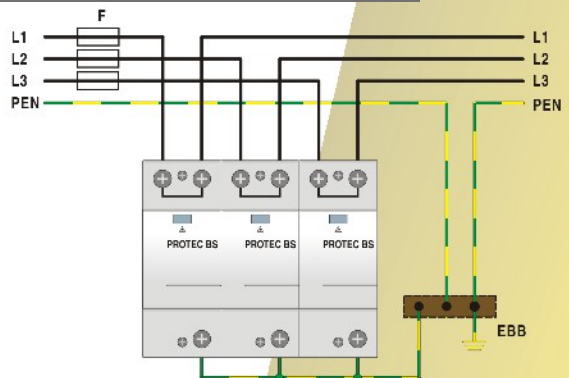 F
L1 L1
L2 L2
L3 L3
PEN PEN
PROTEC BS PROTEC BS PROTEC BS
EBB